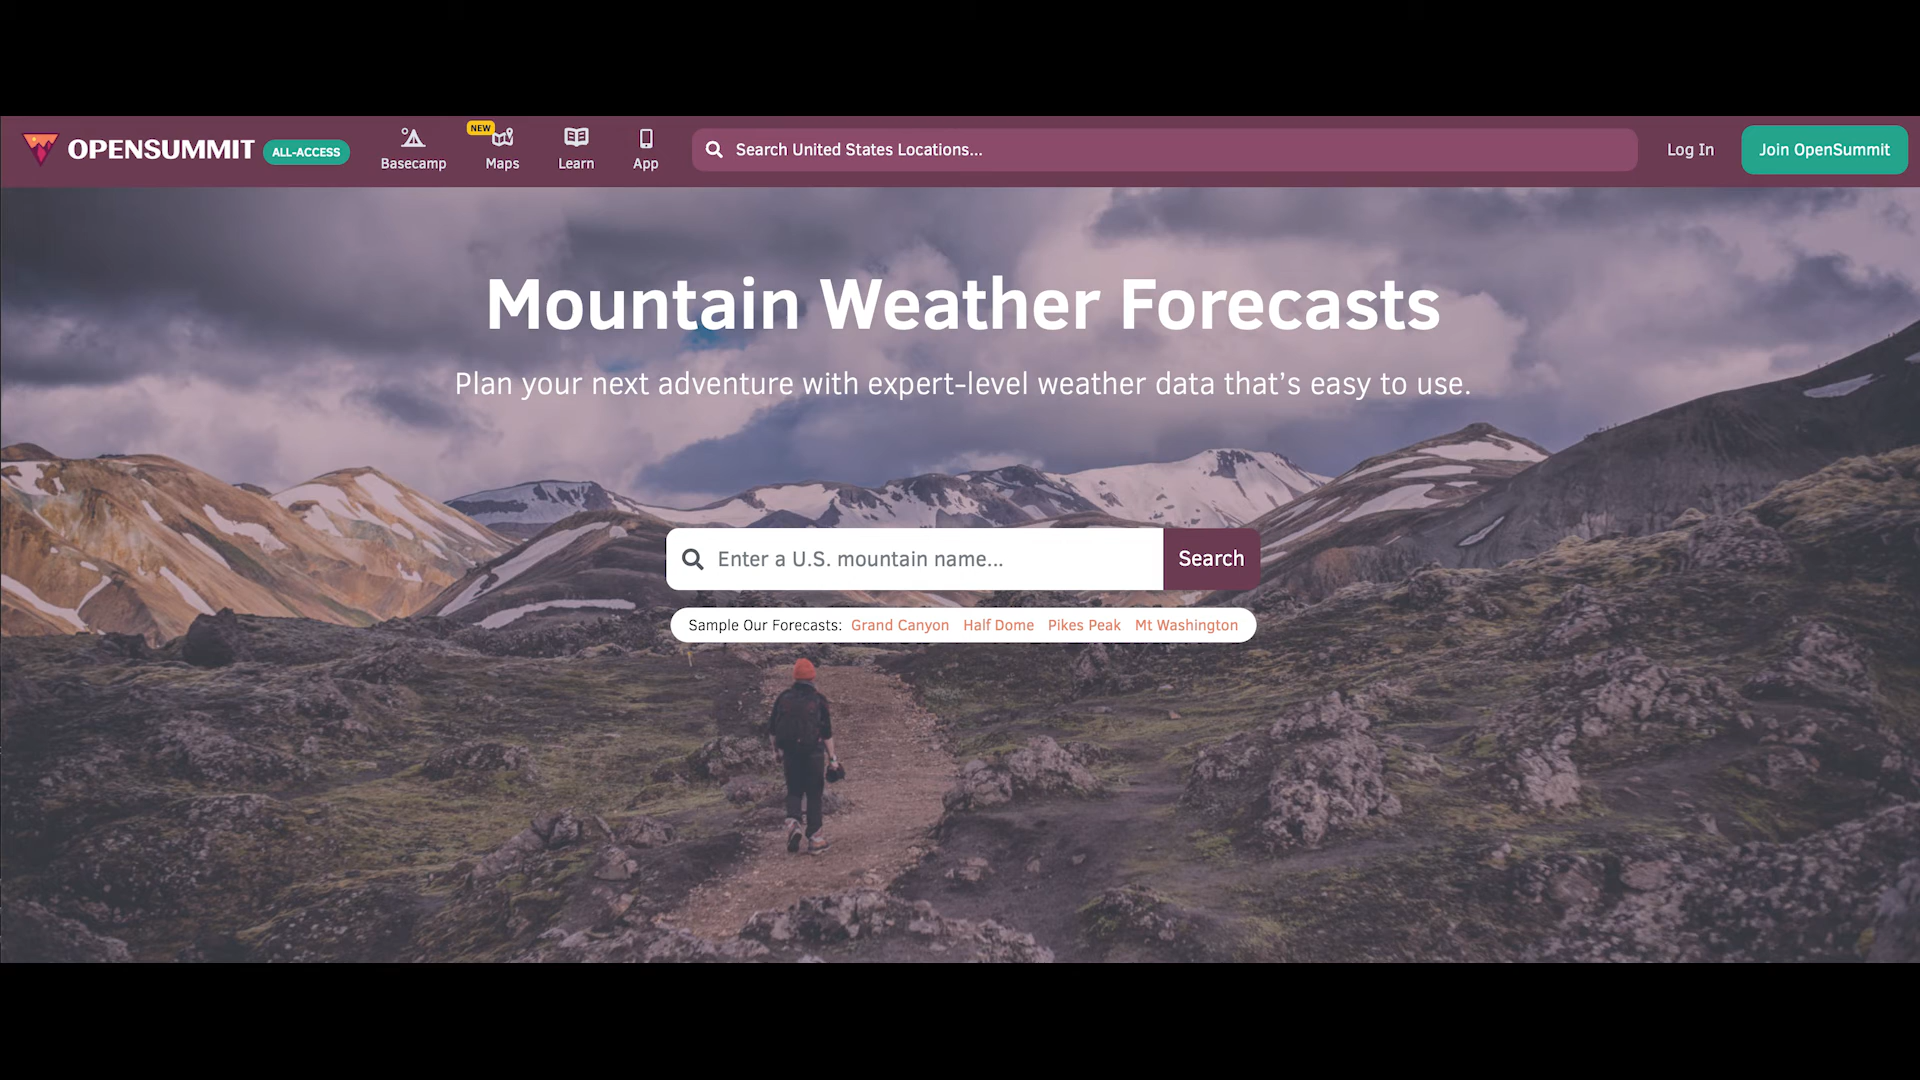 OPENSUMMIT ALL-ACCESS
Basecamp
NEW
Maps
Learn
App
Search United States Locations...
Log In
Join OpenSummit
Mountain Weather Forecasts
Plan your next adventure with expert-level weather data that's easy to use.
Enter a U.S. mountain name...
Search
Sample Our Forecasts: Grand Canyon Half Dome Pikes Peak Mt Washington